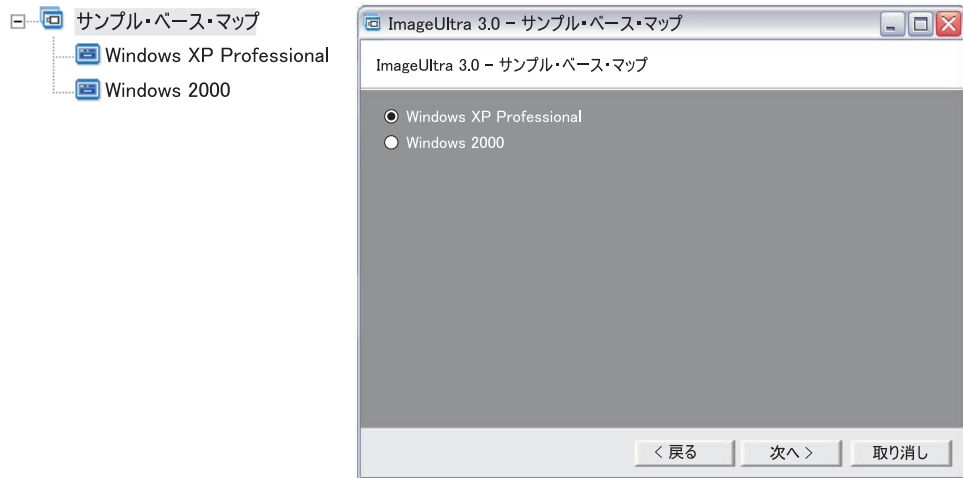 サンプル・ベース・マップ
Windows XP Professional
Windows 2000
ImageUltra 3.0 - サンプル・ベース・マップ
ImageUltra 3.0 - サンプル・ベース・マップ
Windows XP Professional
Windows 2000
< 戻る
次へ >
取り消し